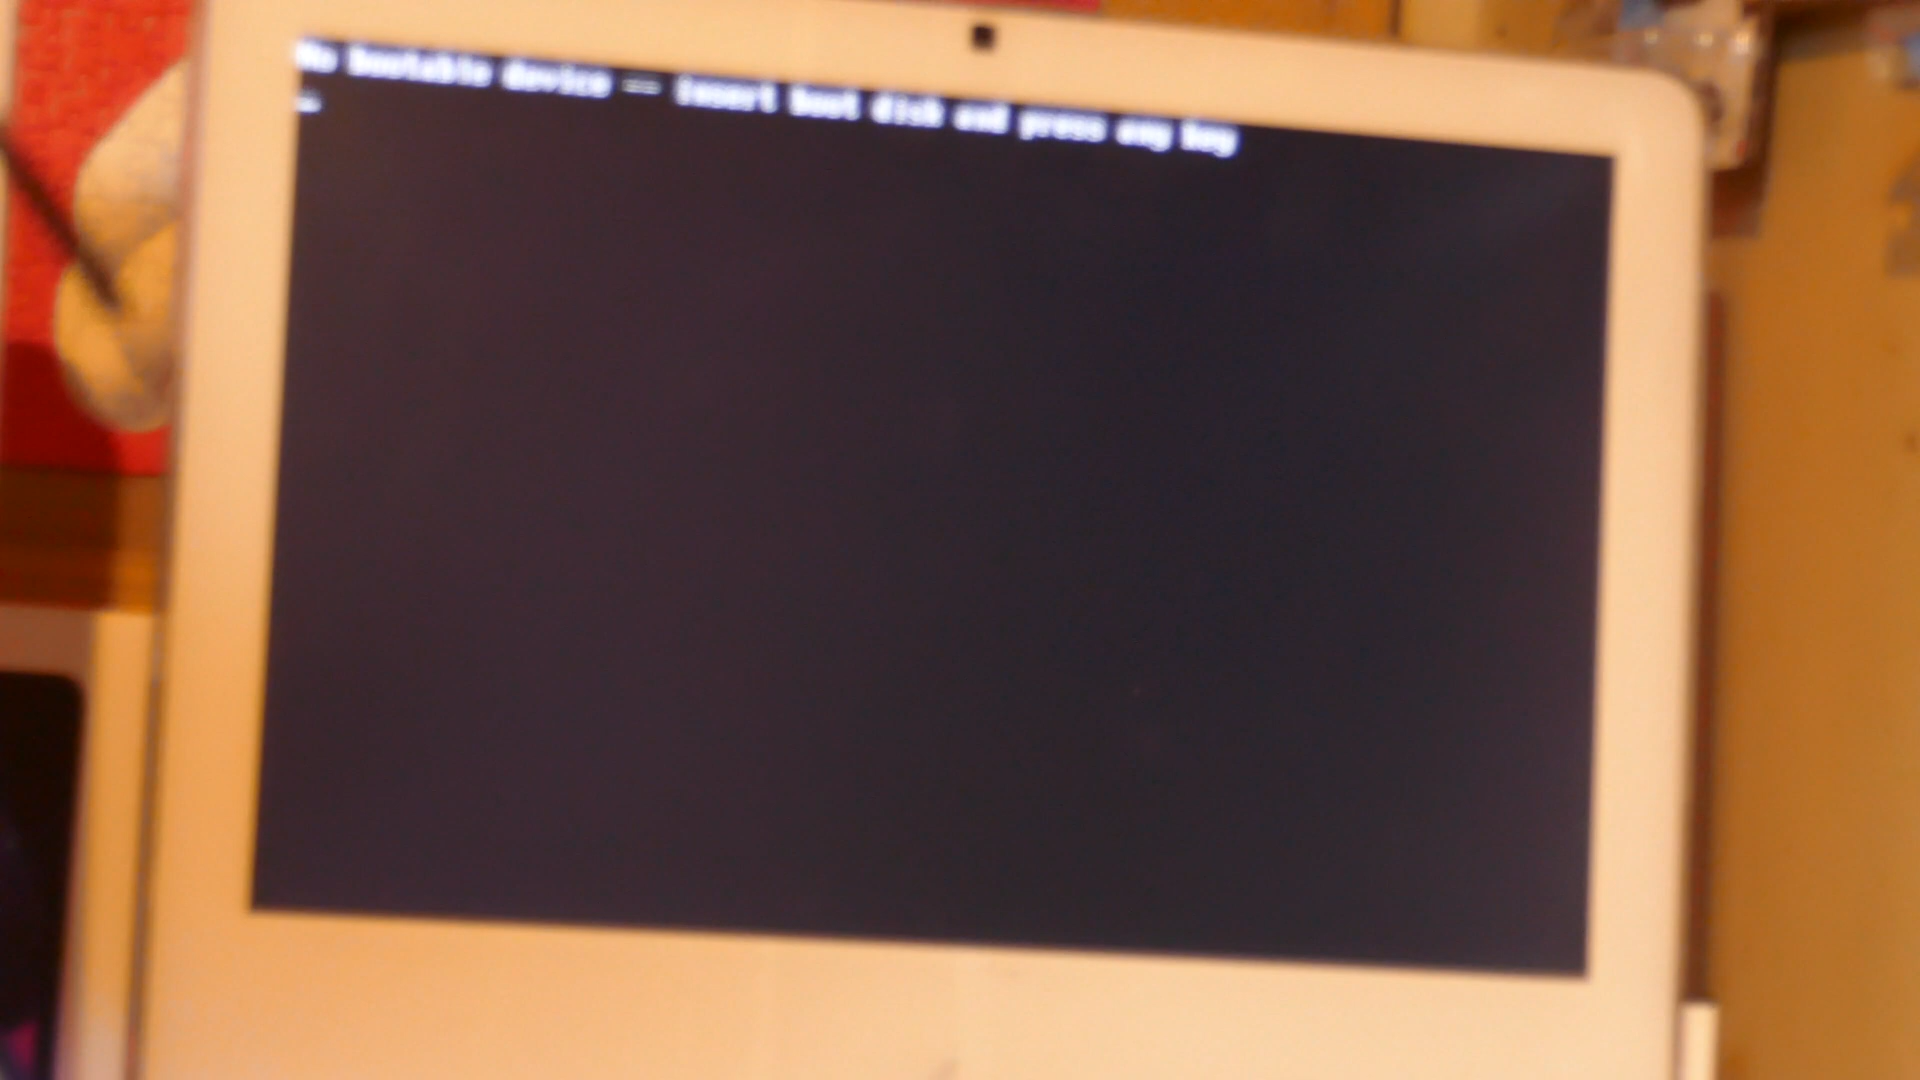 No bootable device -- insert boot disk and press any key
_